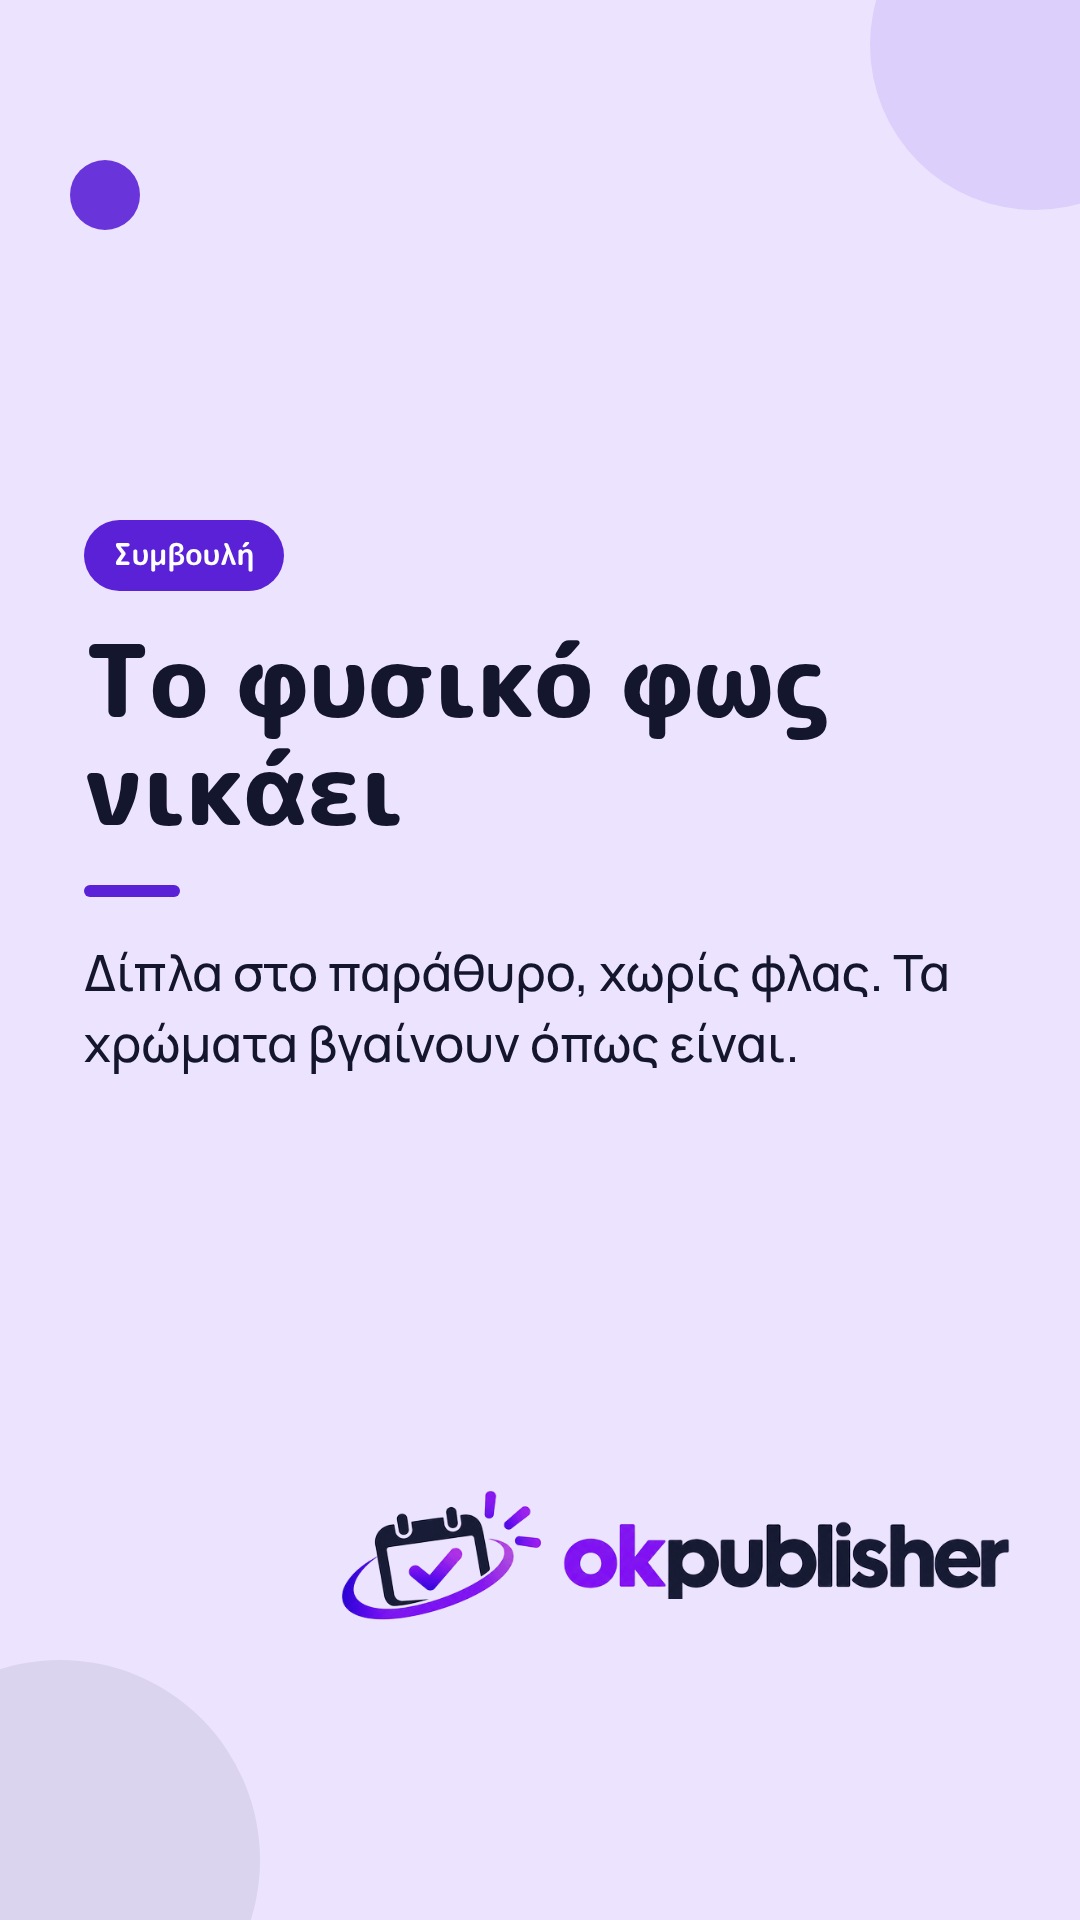 Συμβουλή
Το φυσικό φως
νικάει
Δίπλα στο παράθυρο, χωρίς φλας. Τα
χρώματα βγαίνουν όπως είναι.
okpublisher